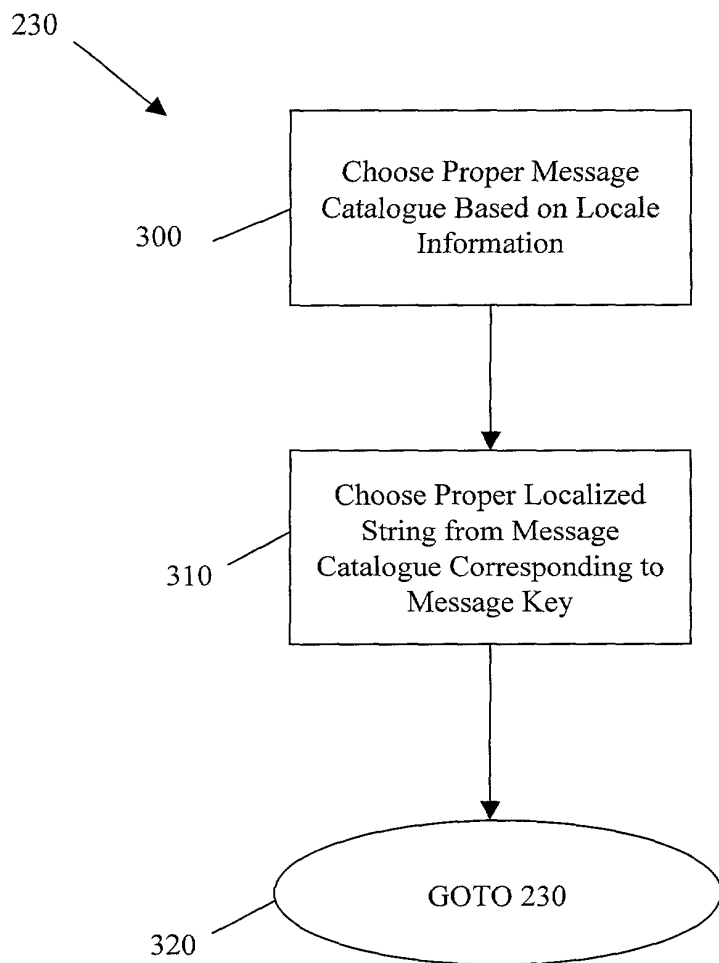 230
Choose Proper Message
Catalogue Based on Locale
Information
300
Choose Proper Localized
String from Message
Catalogue Corresponding to
Message Key
310
GOTO 230
320